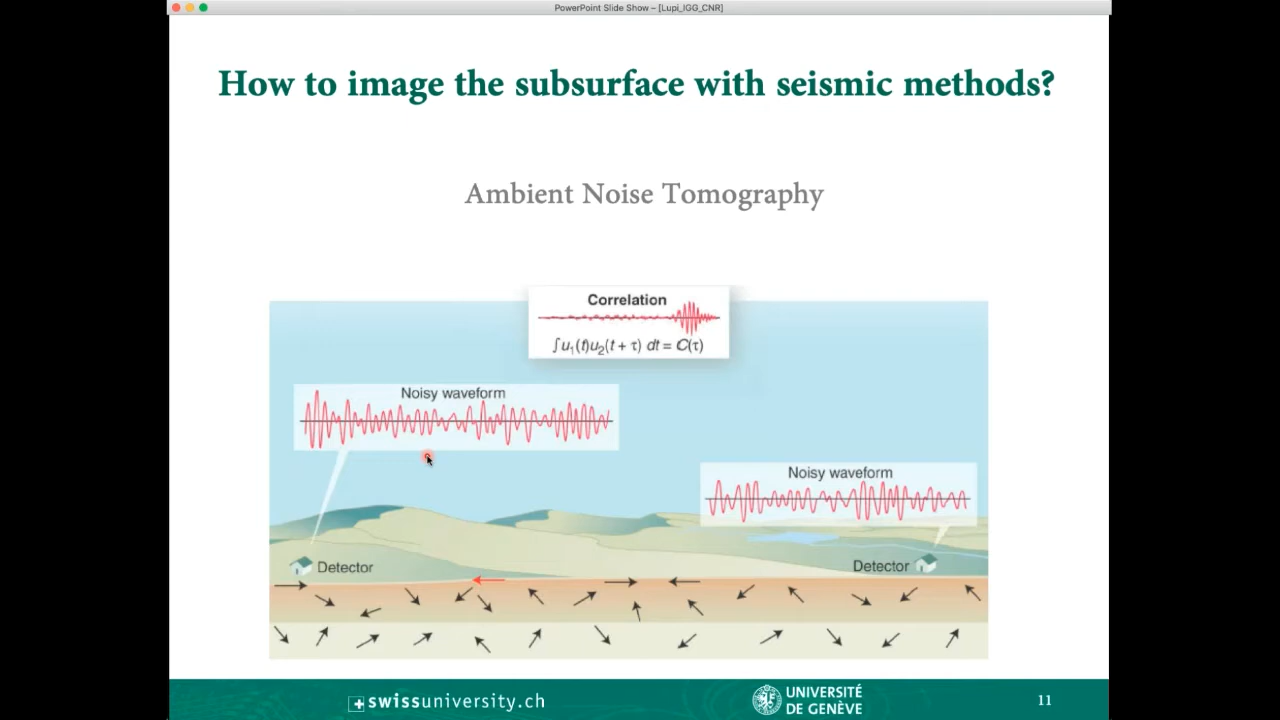 PowerPoint Slide Show – [Lupi_IGG_CNR]
How to image the subsurface with seismic methods?
Ambient Noise Tomography
Correlation
∫u₁(t)u₂(t + τ) dt = C(τ)
Noisy waveform
Noisy waveform
Detector
Detector
swissuniversity.ch
UNIVERSITÉ
DE GENÈVE
11